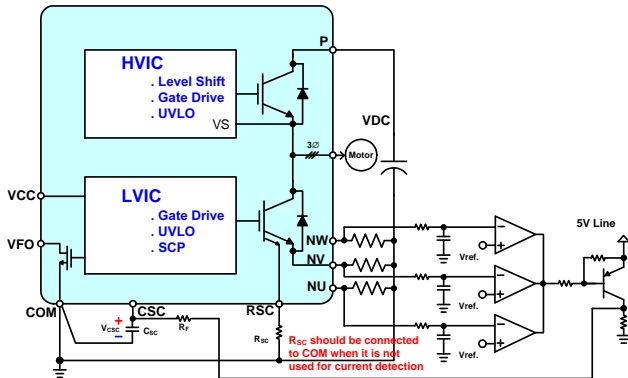 P
HVIC
. Level Shift
. Gate Drive
. UVLO
VS
VDC
3Ø
Motor
VCC
LVIC
. Gate Drive
. UVLO
. SCP
VFO
5V Line
NW
NV
NU
Vref.
Vref.
Vref.
COM
CSC
RSC
+
VCSC
–
CSC
RF
RSC
RSC should be connected
to COM when it is not
used for current detection
-
+
-
+
-
+